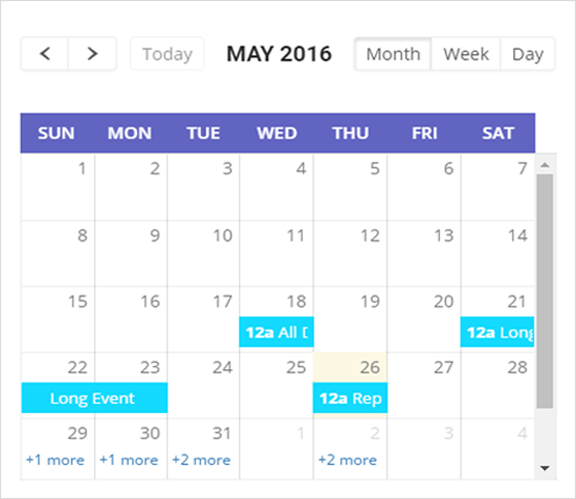 Today MAY 2016 Month Week Day
SUN MON TUE WED THU FRI SAT
1 2 3 4 5 6 7
8 9 10 11 12 13 14
15 16 17 18 19 20 21
12a All 12a Long
22 23 24 25 26 27 28
Long Event 12a Rep
29 30 31 1 2 3 4
+1 more +1 more +2 more +2 more